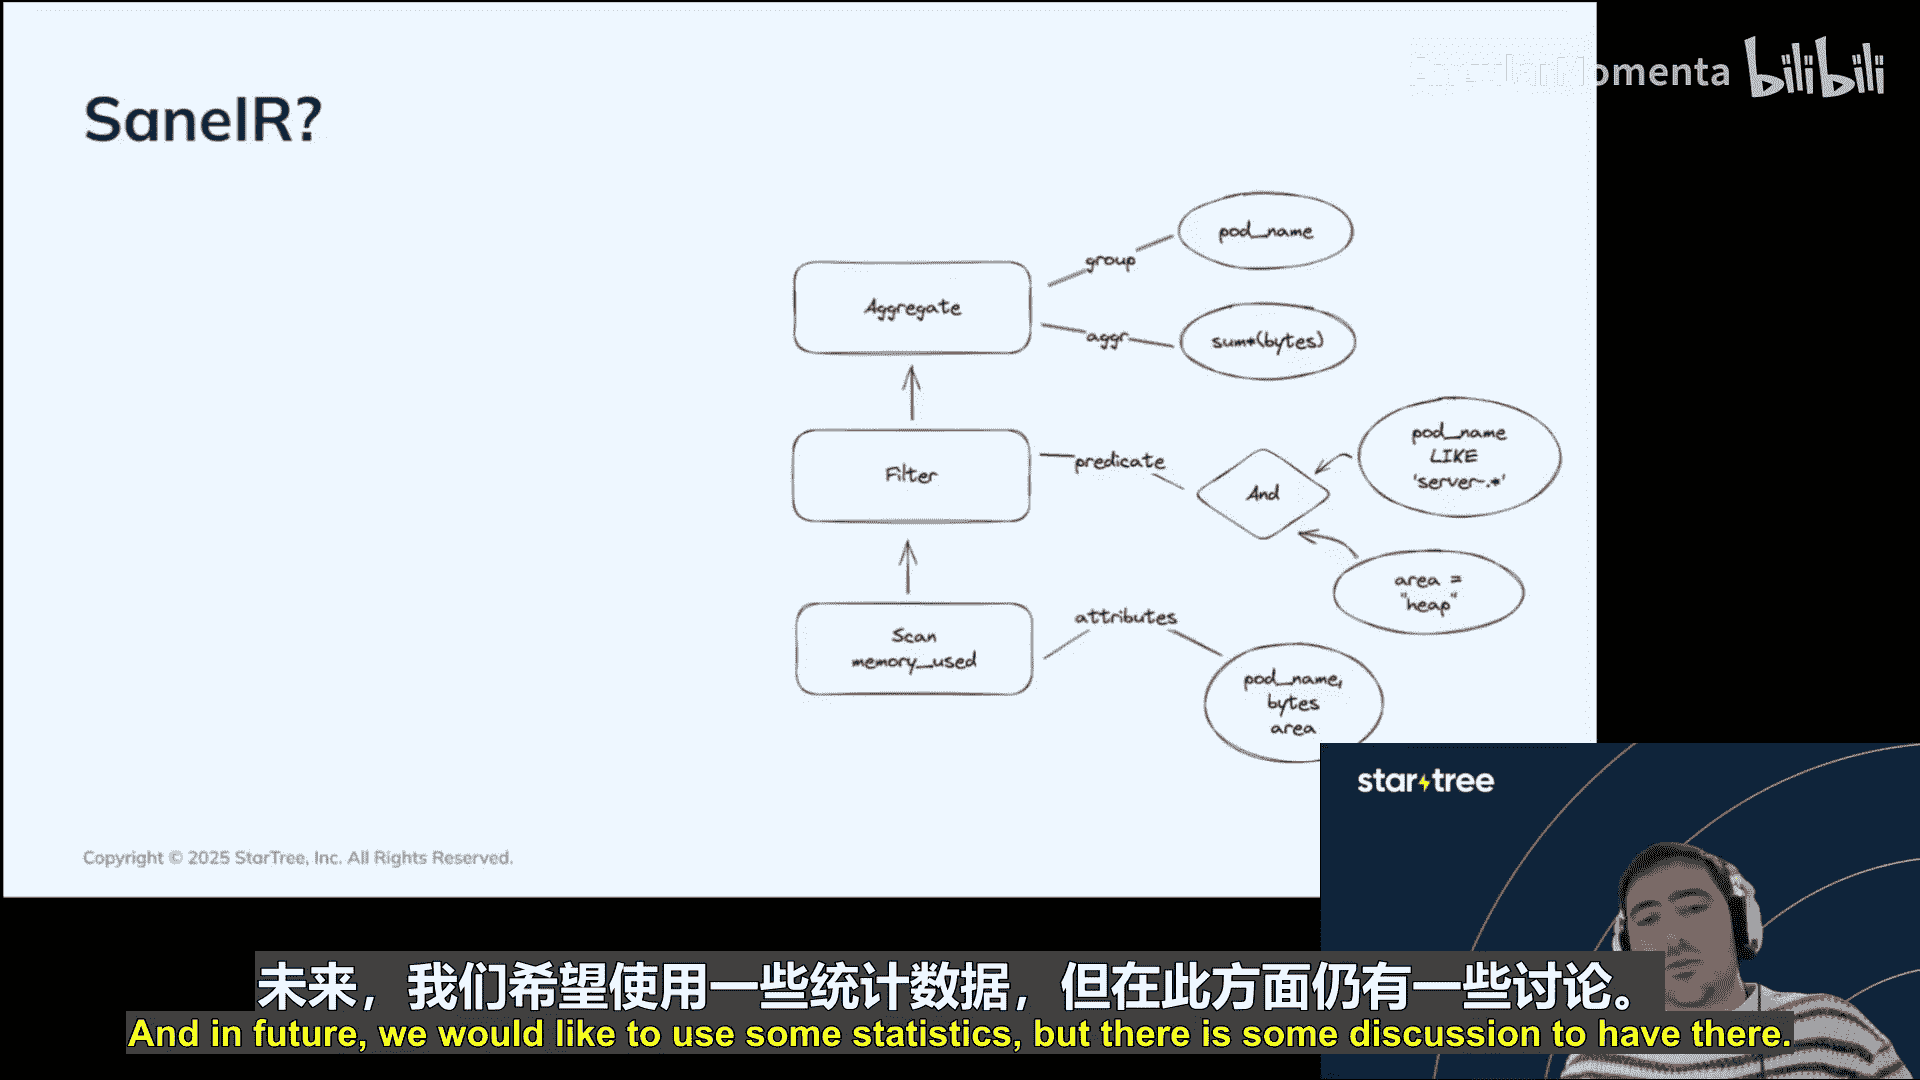 SaneIR?
bilibili
pod_name
group
Aggregate
aggr
sum*(bytes)
pod_name
LIKE
'server-.*'
Filter
predicate
And
area =
"heap"
Scan
memory_used
attributes
pod_name,
bytes
area
startree
Copyright © 2025 StarTree, Inc. All Rights Reserved.
未来，我们希望使用一些统计数据，但在此方面仍有一些讨论。
And in future, we would like to use some statistics, but there is some discussion to have there.